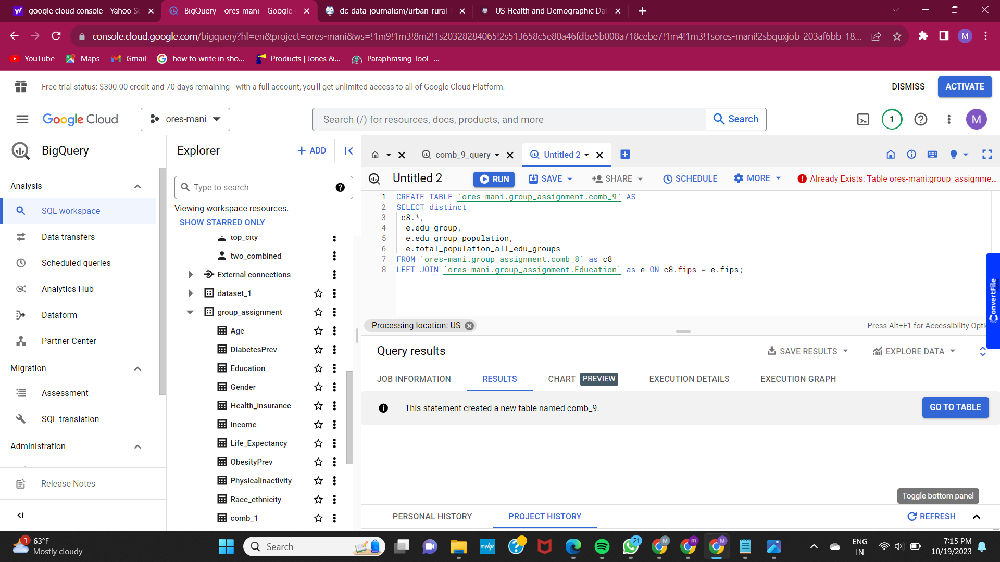 google cloud console - Yahoo Se
BigQuery – ores-mani – Google
dc-data-journalism/urban-rural-
US Health and Demographic Dat
console.cloud.google.com/bigquery?hl=en&project=ores-mani&ws=!1m9!1m3!8m2!1s20328284065!2s513658c5e80a46fdbe5b008a718cebe7!1m4!1m3!1sores-mani!2sbquxjob_203af6bb_18...
M
YouTube
Maps
Gmail
how to write in sho...
Products | Jones &...
Paraphrasing Tool -...
Free trial status: $300.00 credit and 70 days remaining - with a full account, you'll get unlimited access to all of Google Cloud Platform.
DISMISS
ACTIVATE
Google Cloud
ores-mani
Search (/) for resources, docs, products, and more
Search
1
M
BigQuery
Analysis
SQL workspace
Data transfers
Scheduled queries
Analytics Hub
Dataform
Partner Center
Migration
Assessment
SQL translation
Administration
Release Notes
Explorer
+ ADD
Type to search
Viewing workspace resources.
SHOW STARRED ONLY
top_city
two_combined
External connections
dataset_1
group_assignment
Age
DiabetesPrev
Education
Gender
Health_insurance
Income
Life_Expectancy
ObesityPrev
PhysicalInactivity
Race_ethnicity
comb_1
comb_9_query
Untitled 2
Untitled 2
RUN
SAVE
SHARE
SCHEDULE
MORE
Already Exists: Table ores-mani:group_assignme...
1 CREATE TABLE `ores-mani.group_assignment.comb_9` AS
2 SELECT distinct
3 c8.*,
4 e.edu_group,
5 e.edu_group_population,
6 e.total_population_all_edu_groups
7 FROM `ores-mani.group_assignment.comb_8` as c8
8 LEFT JOIN `ores-mani.group_assignment.Education` as e ON c8.fips = e.fips;
ConvertFile
Processing location: US
Press Alt+F1 for Accessibility Opti
Query results
SAVE RESULTS
EXPLORE DATA
JOB INFORMATION
RESULTS
CHART PREVIEW
EXECUTION DETAILS
EXECUTION GRAPH
This statement created a new table named comb_9.
GO TO TABLE
Toggle bottom panel
PERSONAL HISTORY
PROJECT HISTORY
REFRESH
1
63°F
Mostly cloudy
Search
myhp
21
M
m
M
ENG
IN
7:15 PM
10/19/2023